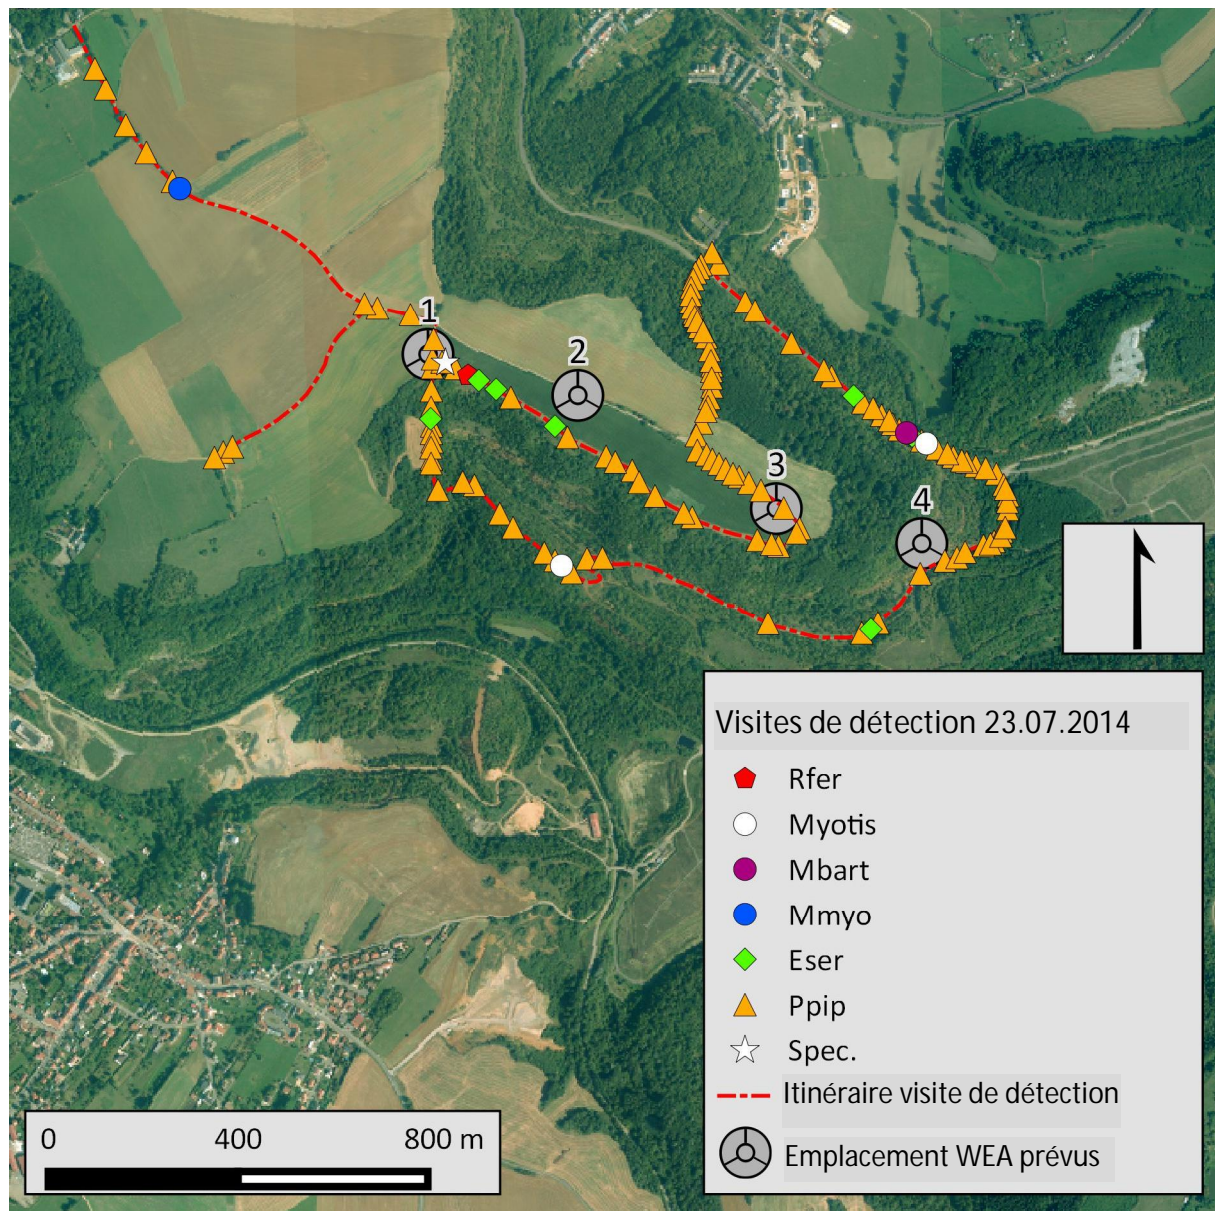 1
2
3
4
Visites de détection 23.07.2014
Rfer
Myotis
Mbart
Mmyo
Eser
Ppip
Spec.
Itinéraire visite de détection
Emplacement WEA prévus
0 400 800 m